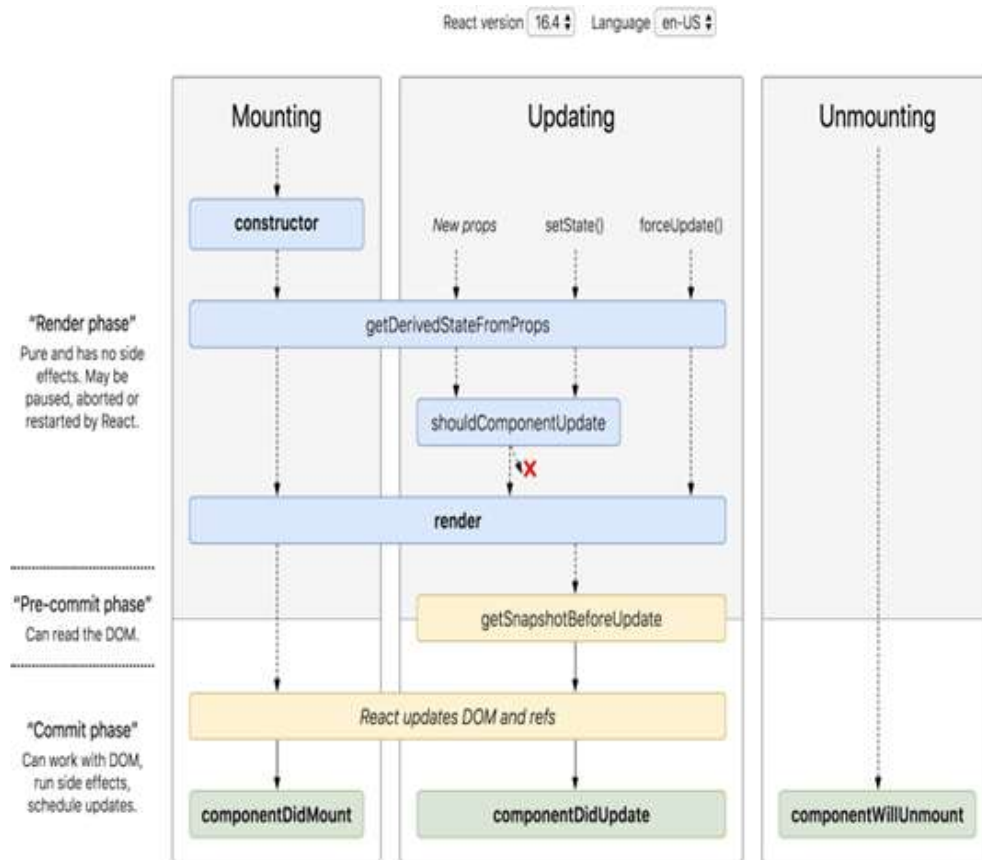 React version 16.4 Language en-US
Mounting
Updating
Unmounting
constructor
New props
setState()
forceUpdate()
"Render phase"
Pure and has no side
effects. May be
paused, aborted or
restarted by React.
getDerivedStateFromProps
shouldComponentUpdate
X
render
"Pre-commit phase"
Can read the DOM.
getSnapshotBeforeUpdate
"Commit phase"
Can work with DOM,
run side effects,
schedule updates.
React updates DOM and refs
componentDidMount
componentDidUpdate
componentWillUnmount